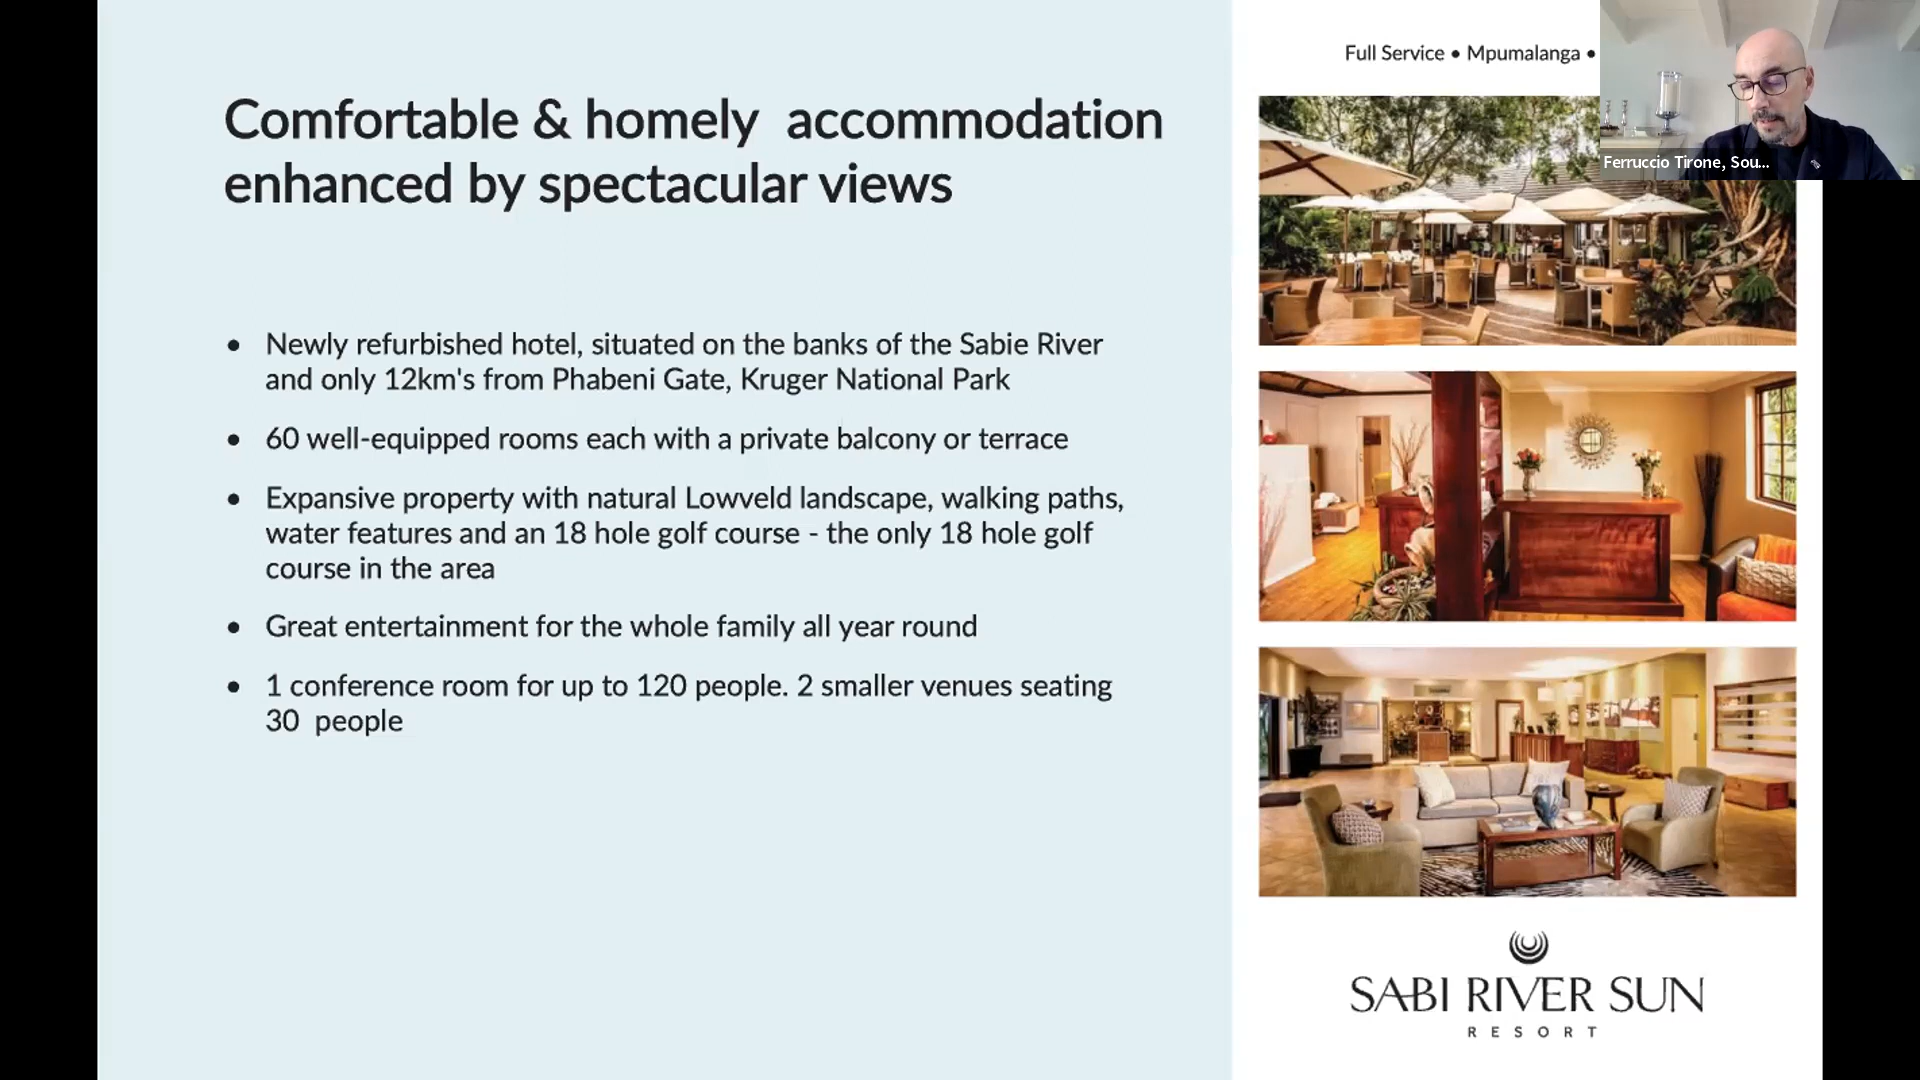 Full Service • Mpumalanga •
Ferruccio Tirone, Sou...
Comfortable & homely  accommodation
enhanced by spectacular views
• Newly refurbished hotel, situated on the banks of the Sabie River
and only 12km's from Phabeni Gate, Kruger National Park
• 60 well-equipped rooms each with a private balcony or terrace
• Expansive property with natural Lowveld landscape, walking paths,
water features and an 18 hole golf course - the only 18 hole golf
course in the area
• Great entertainment for the whole family all year round
• 1 conference room for up to 120 people. 2 smaller venues seating
30  people
SABI RIVER SUN
RESORT